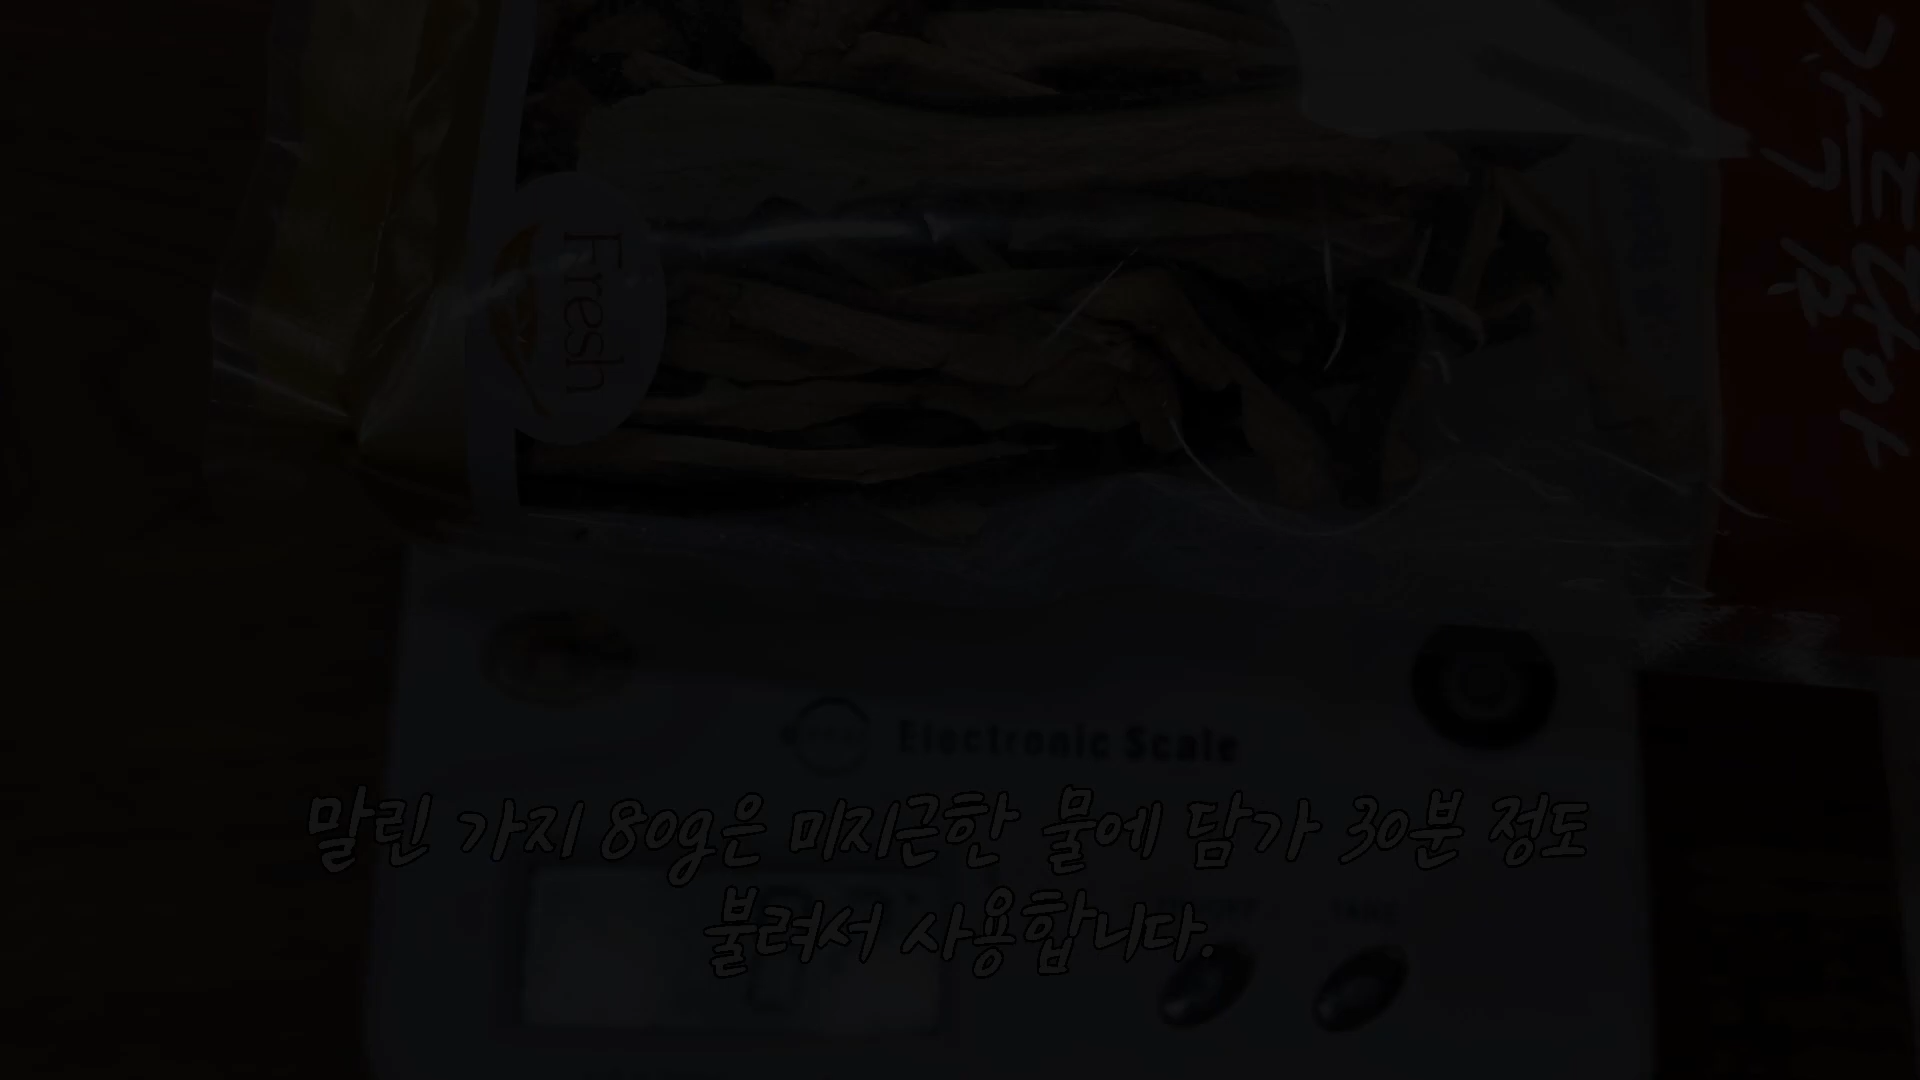 Fresh
Electronic Scale
TARE
말린 가지 80g은 미지근한 물에 담가 30분 정도
불려서 사용합니다.